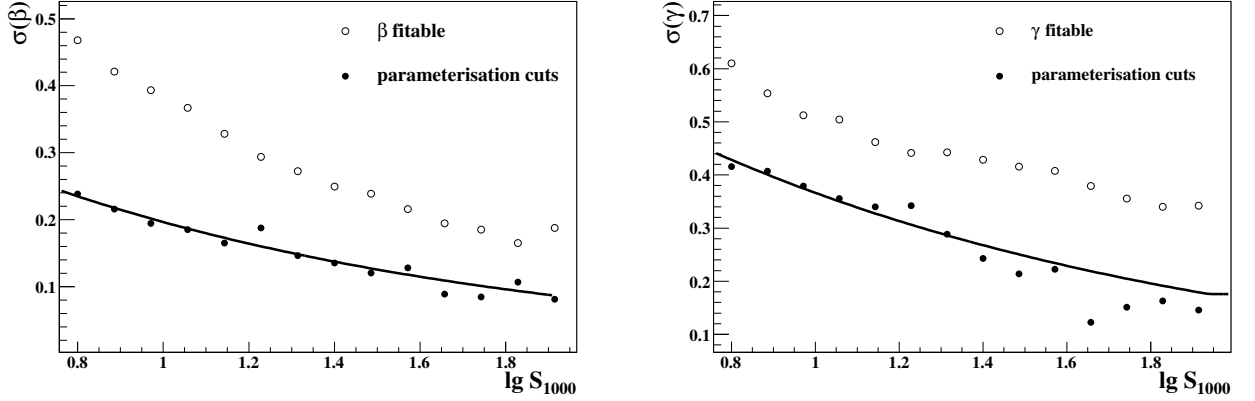 σ(β)
0.5
0.4
0.3
0.2
0.1
β fitable
parameterisation cuts
0.8 1 1.2 1.4 1.6 1.8
lg S1000
σ(γ)
0.7
0.6
0.5
0.4
0.3
0.2
0.1
γ fitable
parameterisation cuts
0.8 1 1.2 1.4 1.6 1.8
lg S1000